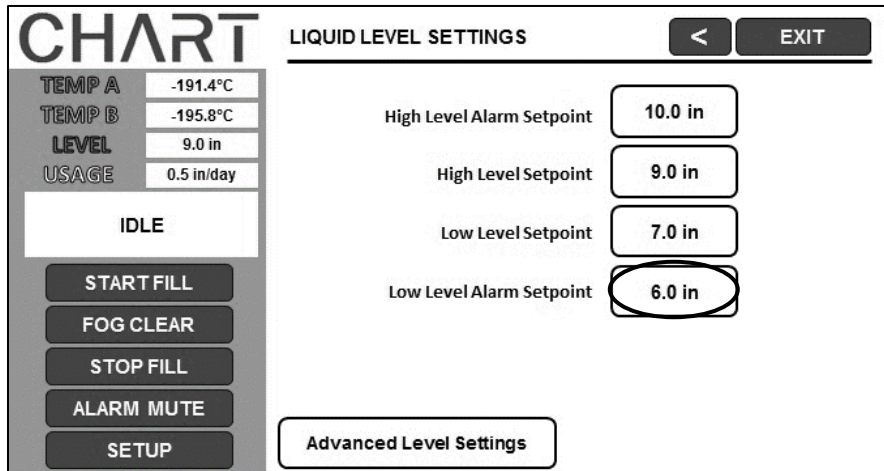 CHART
LIQUID LEVEL SETTINGS
<
EXIT
TEMP A -191.4°C
TEMP B -195.8°C
LEVEL 9.0 in
USAGE 0.5 in/day
IDLE
START FILL
FOG CLEAR
STOP FILL
ALARM MUTE
SETUP
High Level Alarm Setpoint 10.0 in
High Level Setpoint 9.0 in
Low Level Setpoint 7.0 in
Low Level Alarm Setpoint 6.0 in
Advanced Level Settings